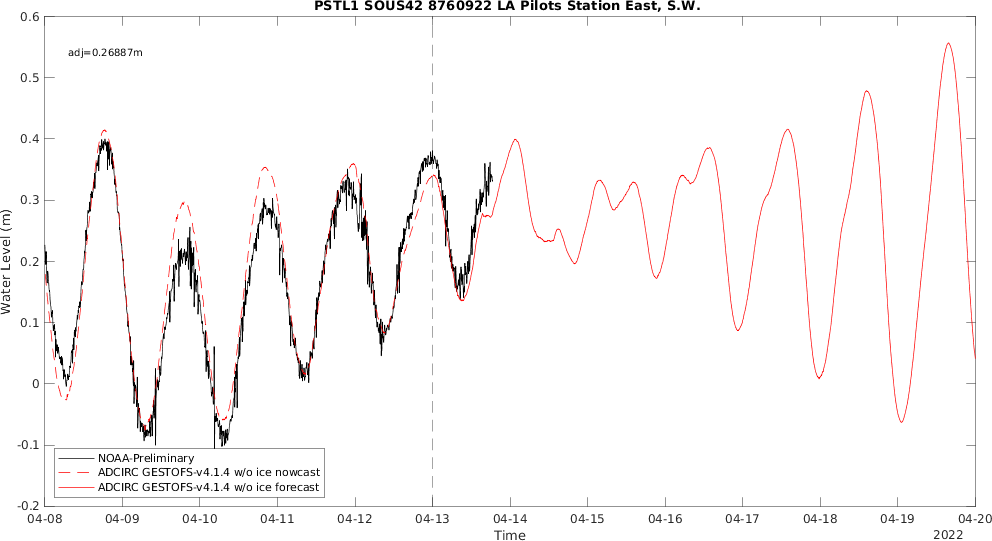 PSTL1 SOUS42 8760922 LA Pilots Station East, S.W.
adj=0.26887m
0.6
0.5
0.4
0.3
0.2
0.1
0
-0.1
-0.2
Water Level (m)
NOAA-Preliminary
ADCIRC GESTOFS-v4.1.4 w/o ice nowcast
ADCIRC GESTOFS-v4.1.4 w/o ice forecast
04-08 04-09 04-10 04-11 04-12 04-13 04-14 04-15 04-16 04-17 04-18 04-19 04-20
Time
2022